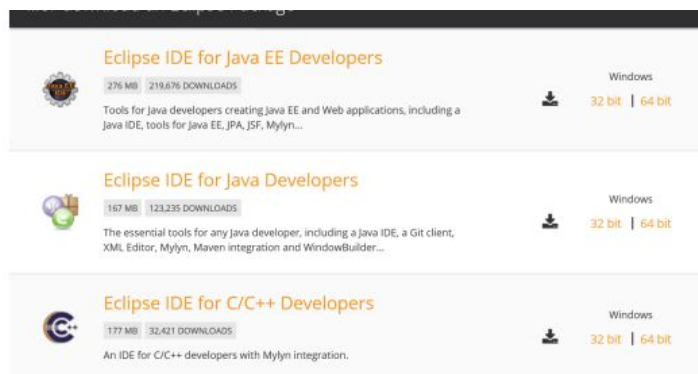 Eclipse IDE for Java EE Developers
276 MB 219,676 DOWNLOADS
Tools for Java developers creating Java EE and Web applications, including a
Java IDE, tools for Java EE, JPA, JSF, Mylyn...
Windows
32 bit | 64 bit
Eclipse IDE for Java Developers
167 MB 123,235 DOWNLOADS
The essential tools for any Java developer, including a Java IDE, a Git client,
XML Editor, Mylyn, Maven integration and WindowBuilder...
Windows
32 bit | 64 bit
Eclipse IDE for C/C++ Developers
177 MB 32,421 DOWNLOADS
An IDE for C/C++ developers with Mylyn integration.
Windows
32 bit | 64 bit